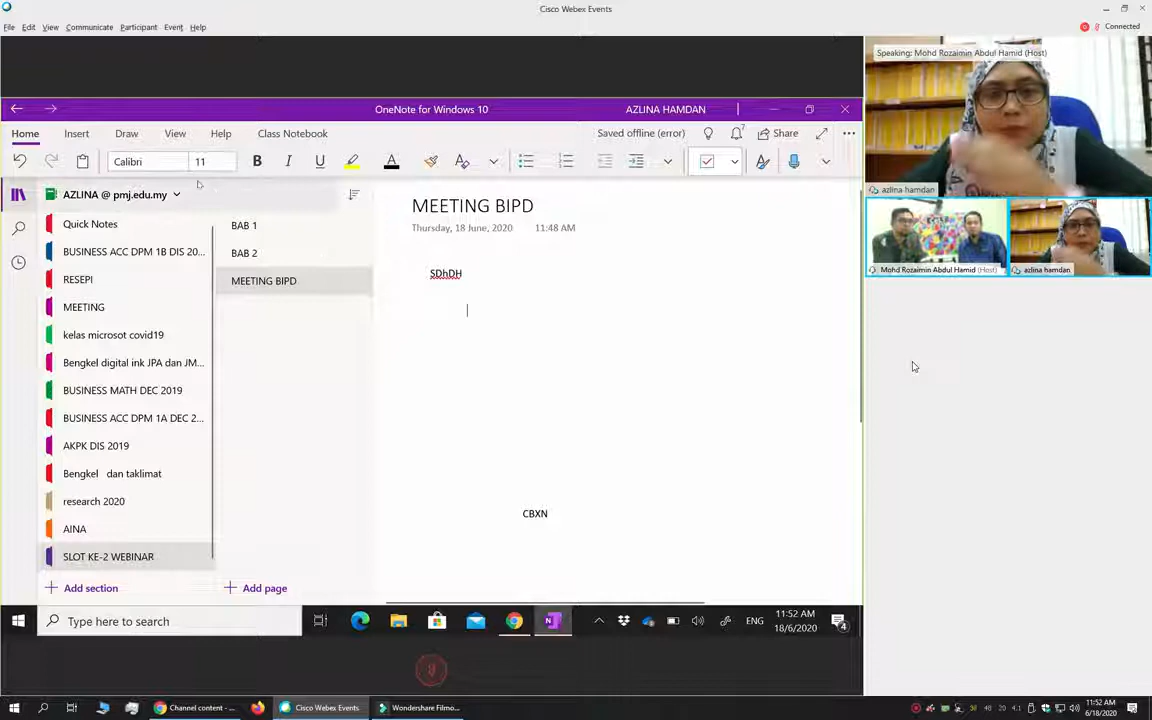 Cisco Webex Events
File Edit View Communicate Participant Event Help
Connected
Speaking: Mohd Rozaimin Abdul Hamid (Host)
OneNote for Windows 10
AZLINA HAMDAN
Home Insert Draw View Help Class Notebook
Saved offline (error)
7
Share
Calibri 11 B I U A
AZLINA @ pmj.edu.my
Quick Notes
BUSINESS ACC DPM 1B DIS 20...
RESEPI
MEETING
kelas microsot covid19
Bengkel digital ink JPA dan JM...
BUSINESS MATH DEC 2019
BUSINESS ACC DPM 1A DEC 2...
AKPK DIS 2019
Bengkel dan taklimat
research 2020
AINA
SLOT KE-2 WEBINAR
Add section
BAB 1
BAB 2
MEETING BIPD
Add page
MEETING BIPD
Thursday, 18 June, 2020 11:48 AM
SDhDH
CBXN
azlina hamdan
Mohd Rozaimin Abdul Hamid (Host)
azlina hamdan
Type here to search
ENG
11:52 AM
18/6/2020
4
Channel content - ...
Cisco Webex Events
Wondershare Filmo...
11:52 AM
6/18/2020